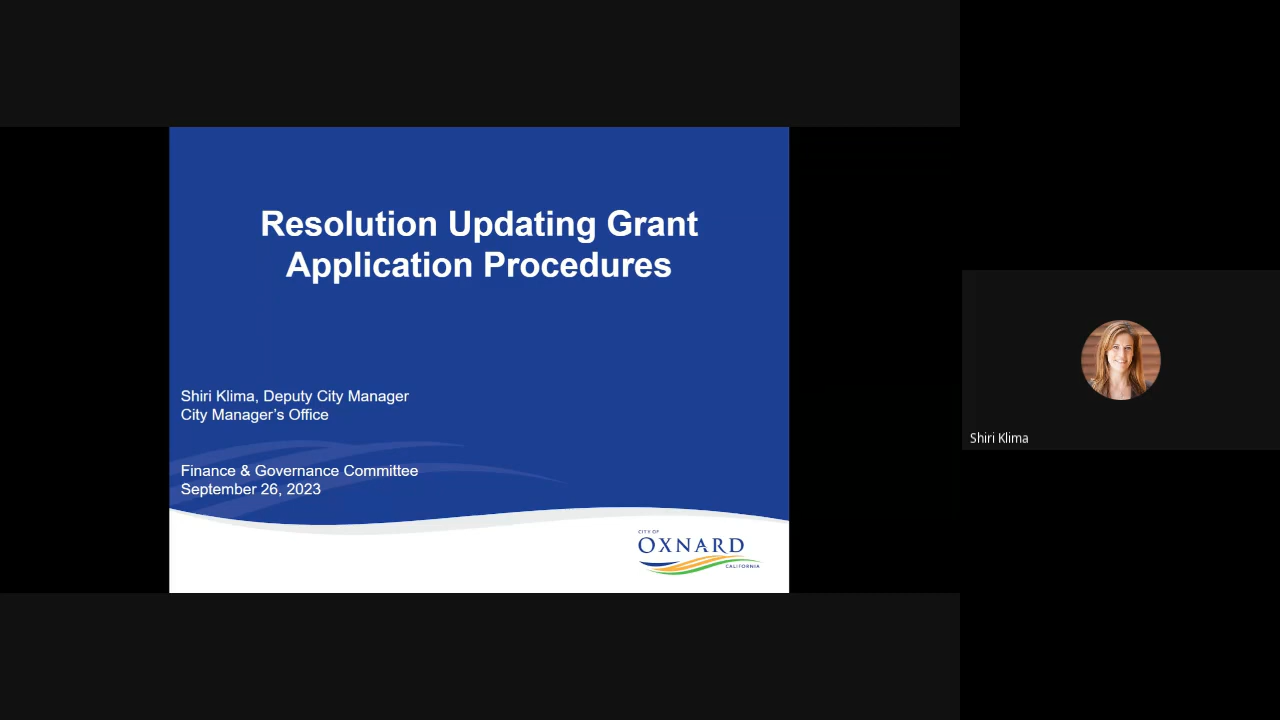 Resolution Updating Grant
Application Procedures
Shiri Klima, Deputy City Manager
City Manager's Office
Finance & Governance Committee
September 26, 2023
CITY OF
OXNARD
CALIFORNIA
Shiri Klima